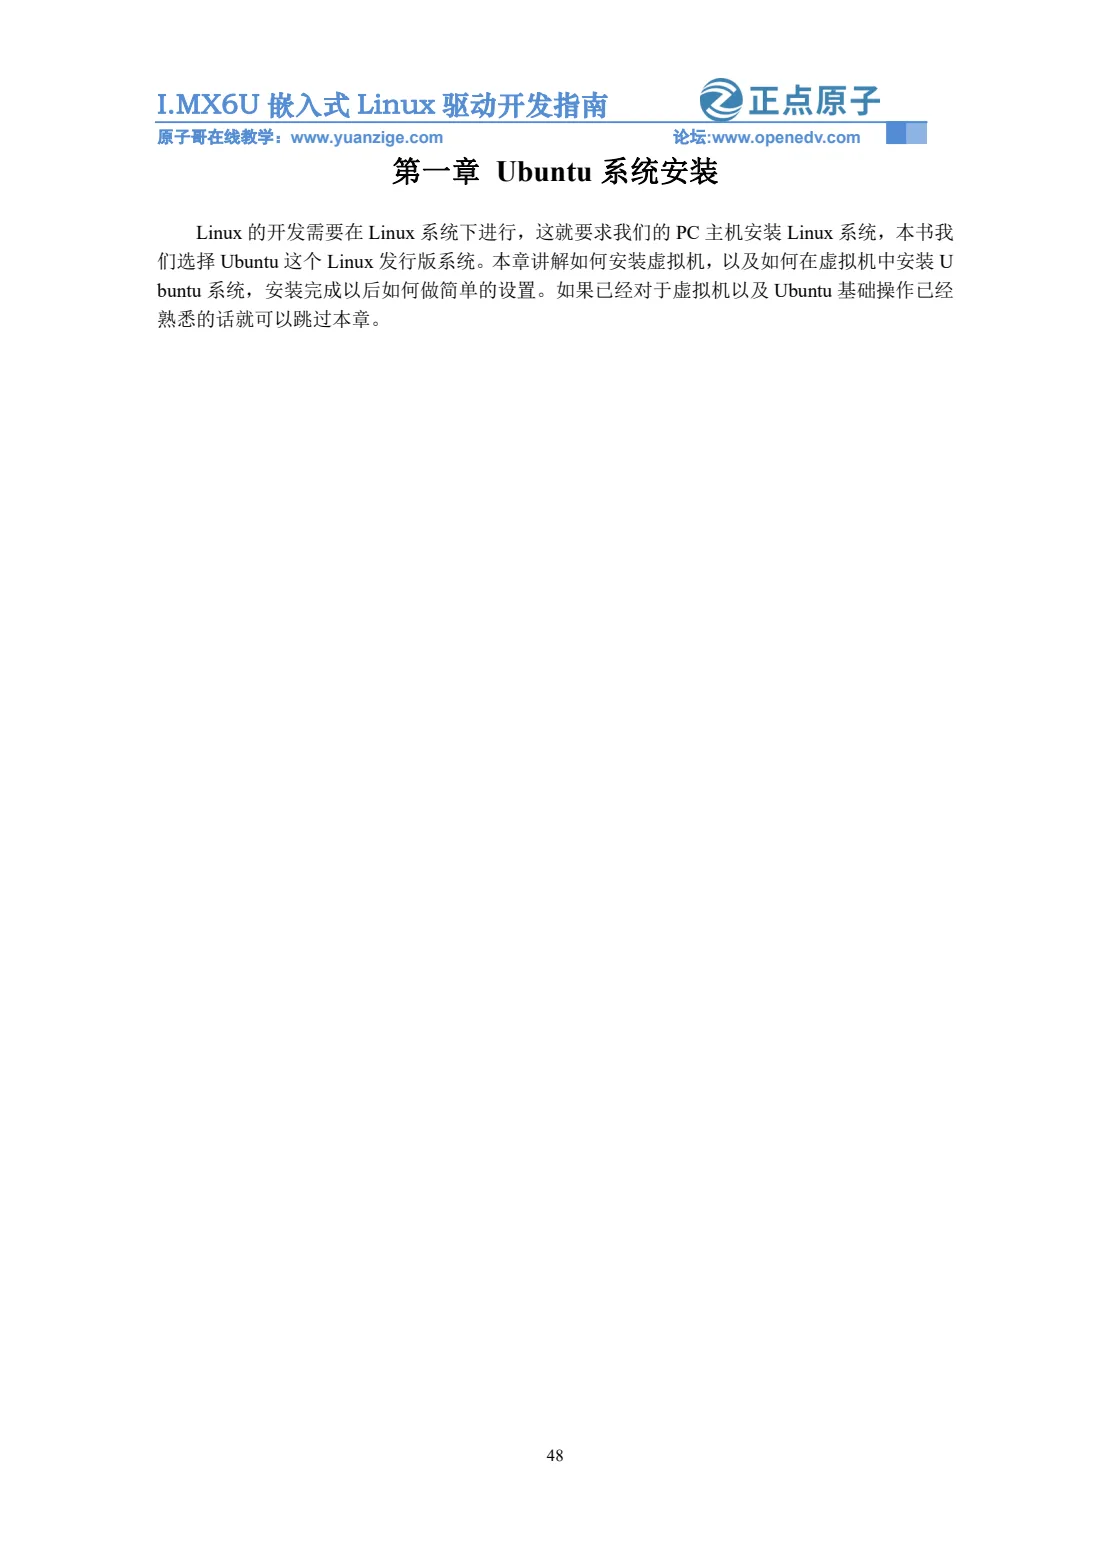 I.MX6U 嵌入式 Linux 驱动开发指南
正点原子
原子哥在线教学：www.yuanzige.com 论坛:www.openedv.com
第一章 Ubuntu 系统安装
Linux 的开发需要在 Linux 系统下进行，这就要求我们的 PC 主机安装 Linux 系统，本书我
们选择 Ubuntu 这个 Linux 发行版系统。本章讲解如何安装虚拟机，以及如何在虚拟机中安装 U
buntu 系统，安装完成以后如何做简单的设置。如果已经对于虚拟机以及 Ubuntu 基础操作已经
熟悉的话就可以跳过本章。
48